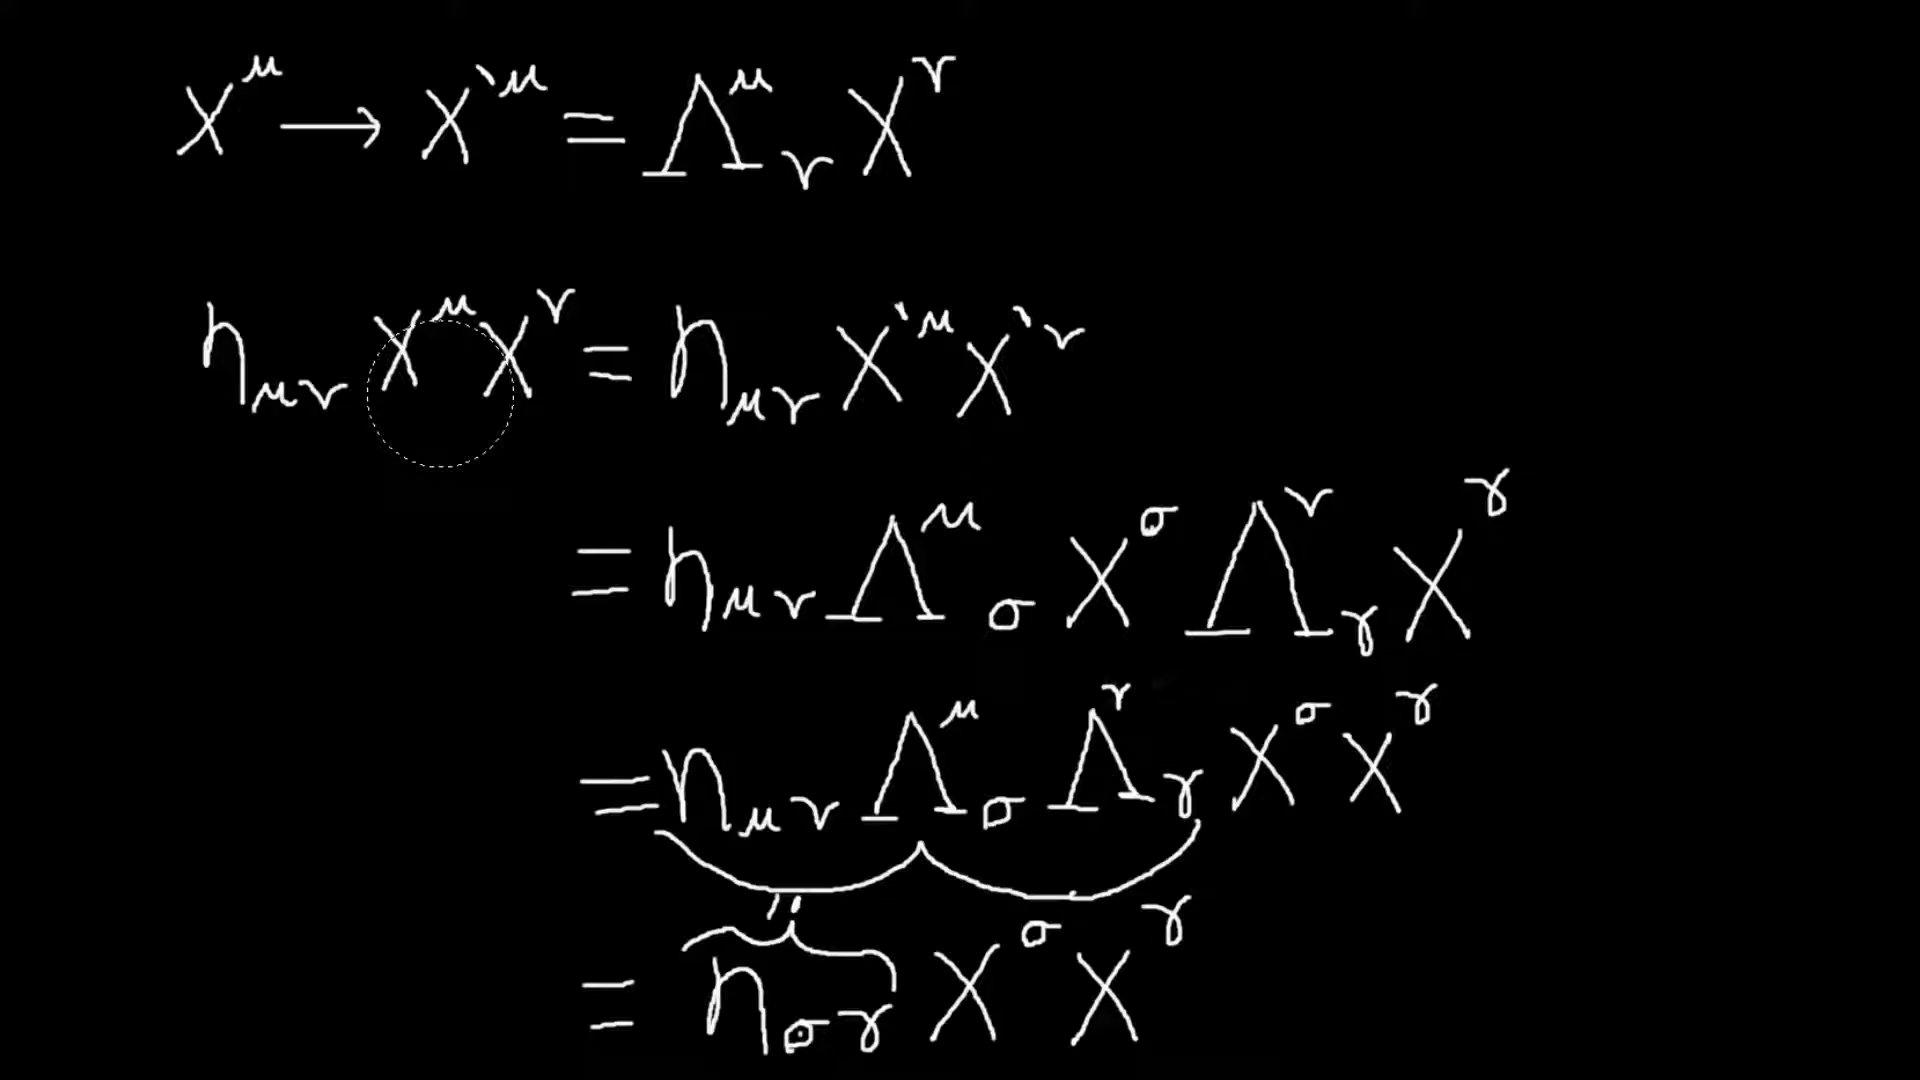 x^μ → x'^μ = Λ^μ_ν x^ν
η_μν x^μ x^ν = η_μν x'^μ x'^ν
= η_μν Λ^μ_σ x^σ Λ^ν_γ x^γ
= η_μν Λ^μ_σ Λ^ν_γ x^σ x^γ
= η_σγ x^σ x^γ